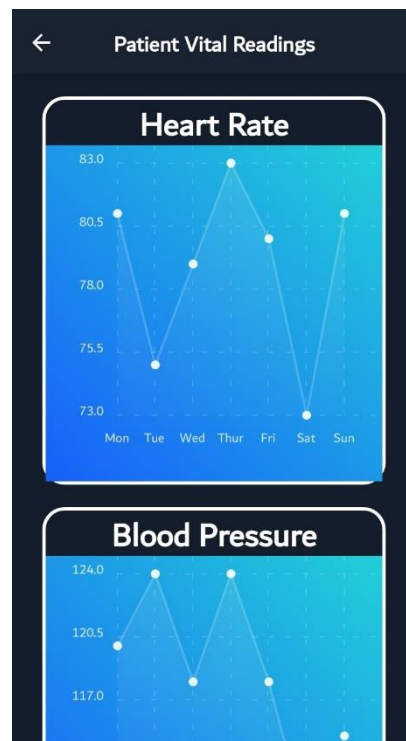 Patient Vital Readings
Heart Rate
83.0
80.5
78.0
75.5
73.0
Mon Tue Wed Thur Fri Sat Sun
Blood Pressure
124.0
120.5
117.0